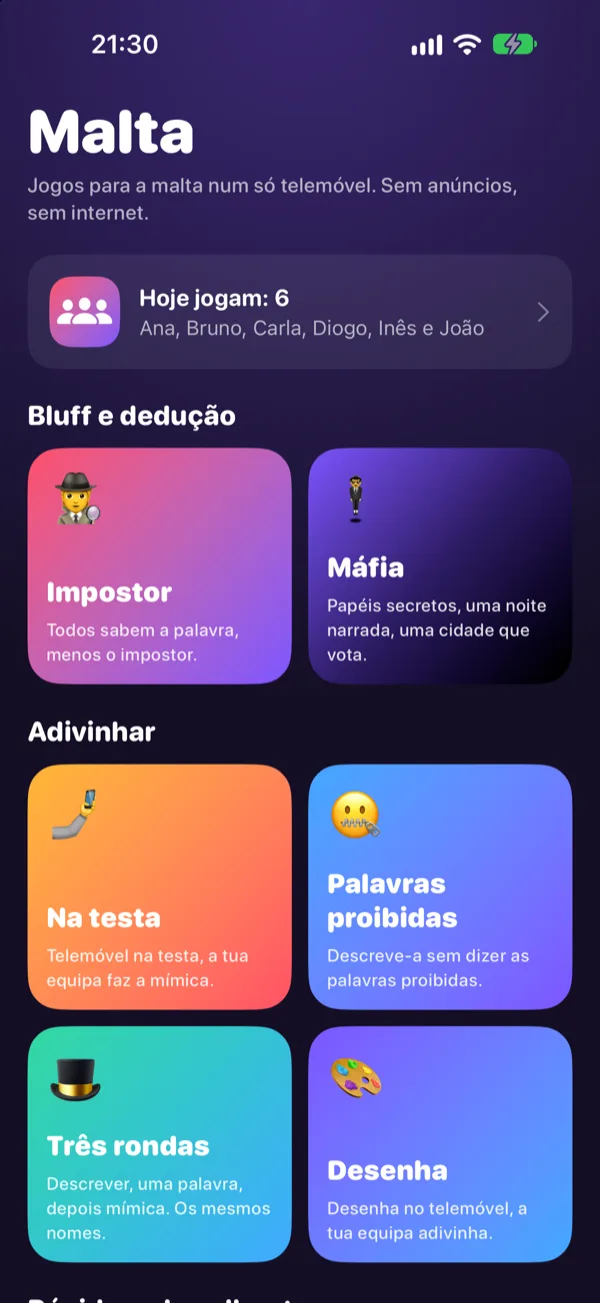 21:30
Malta
Jogos para a malta num só telemóvel. Sem anúncios,
sem internet.
Hoje jogam: 6
Ana, Bruno, Carla, Diogo, Inês e João
Bluff e dedução
Impostor
Todos sabem a palavra,
menos o impostor.
Máfia
Papéis secretos, uma noite
narrada, uma cidade que
vota.
Adivinhar
Na testa
Telemóvel na testa, a tua
equipa faz a mímica.
Palavras
proibidas
Descreve-a sem dizer as
palavras proibidas.
Três rondas
Descrever, uma palavra,
depois mímica. Os mesmos
nomes.
Desenha
Desenha no telemóvel, a
tua equipa adivinha.